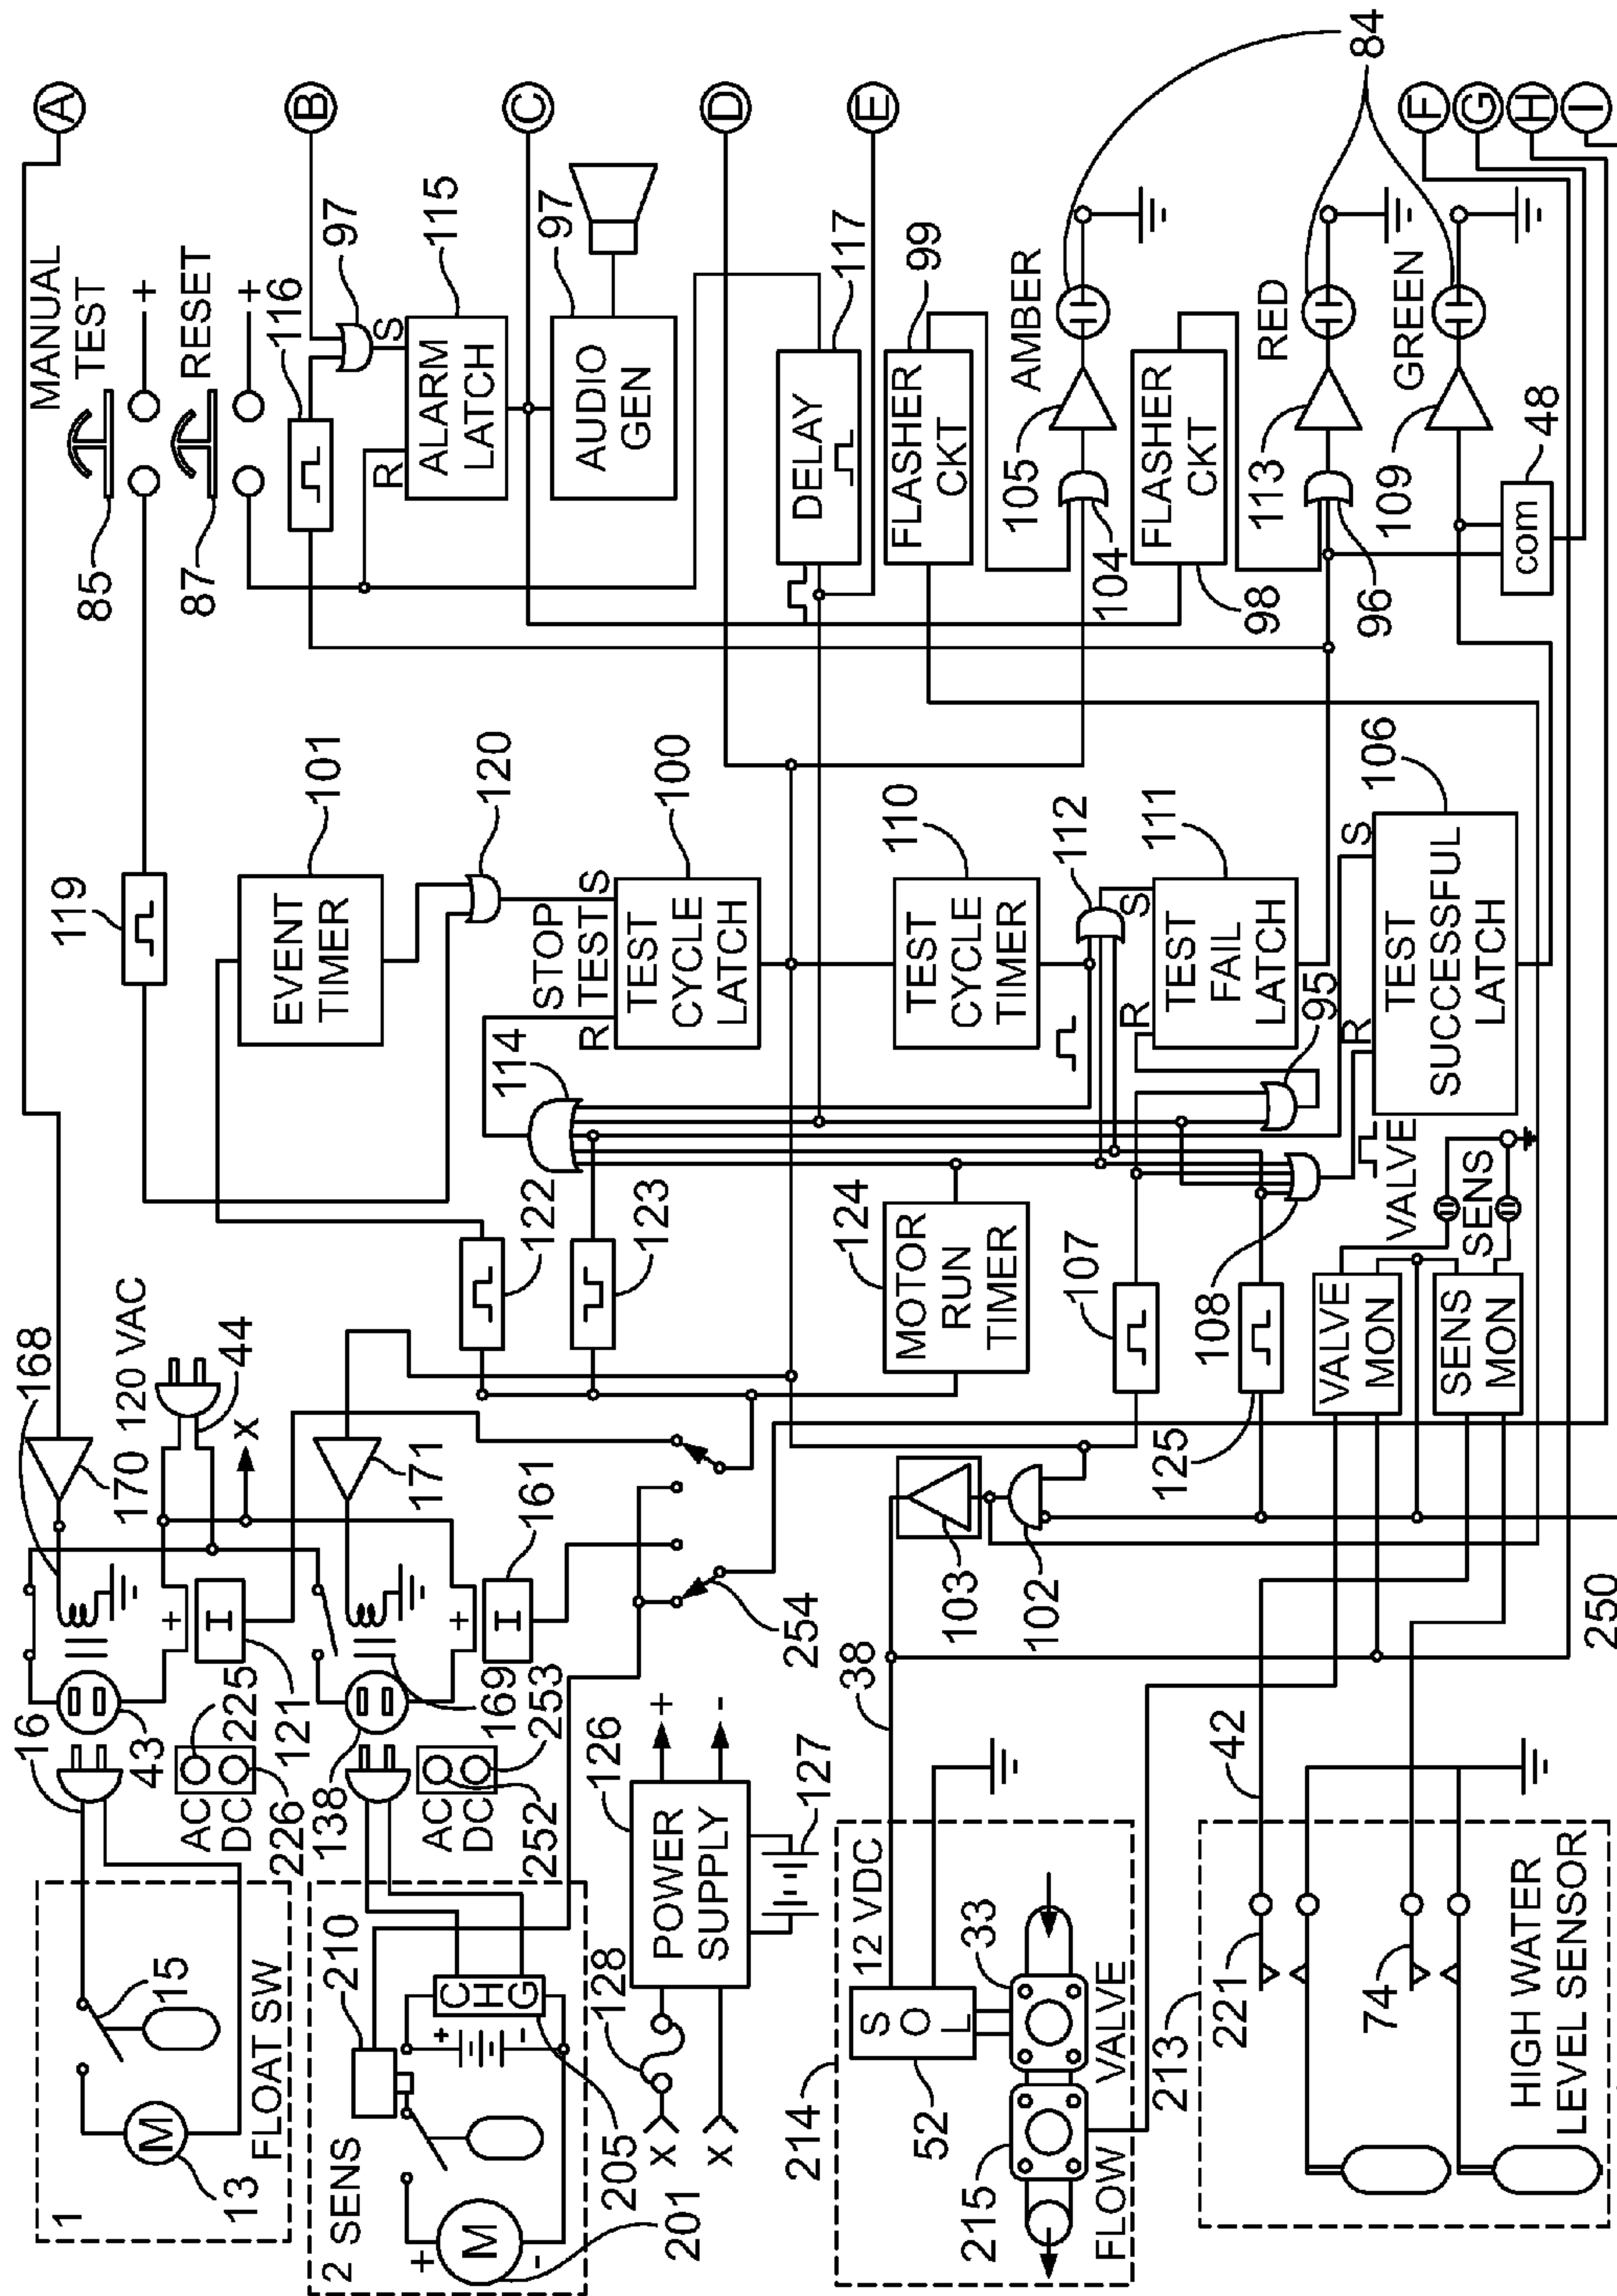 A
B
C
D
E
F
G
H
I
MANUAL
TEST
RESET
+
+
85
87
116
97
S
R
ALARM
LATCH
115
AUDIO
GEN
97
DELAY
117
FLASHER
CKT
99
AMBER
105
104
84
FLASHER
CKT
98
RED
113
96
GREEN
109
com
48
119
EVENT
TIMER
101
120
STOP
TEST
R
S
TEST
CYCLE
LATCH
100
114
TEST
CYCLE
TIMER
110
112
R
S
TEST
FAIL
LATCH
111
95
R
S
TEST
SUCCESSFUL
LATCH
106
122
123
MOTOR
RUN
TIMER
124
107
108
125
VALVE
SENS
VALVE
MON
SENS
MON
168
170
120 VAC
44
X
171
161
I
+
I
+
16
43
225
121
AC
DC
226
138
169
253
AC
DC
252
254
1
15
M
13
FLOAT SW
2 SENS
210
CHG
+
-
M
+
-
205
201
128
X
X
126
POWER
SUPPLY
+
-
127
38
103
102
214
12 VDC
SOL
52
33
215
FLOW
VALVE
42
213
221
74
HIGH WATER
LEVEL SENSOR
250